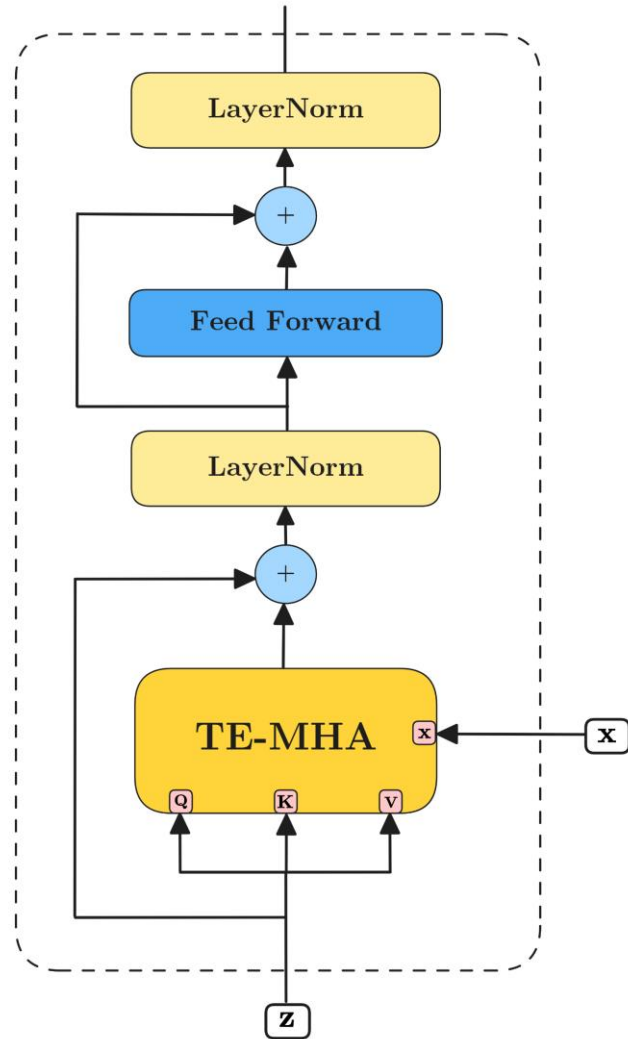 LayerNorm
+
Feed Forward
LayerNorm
+
TE-MHA
x
x
Q K V
z